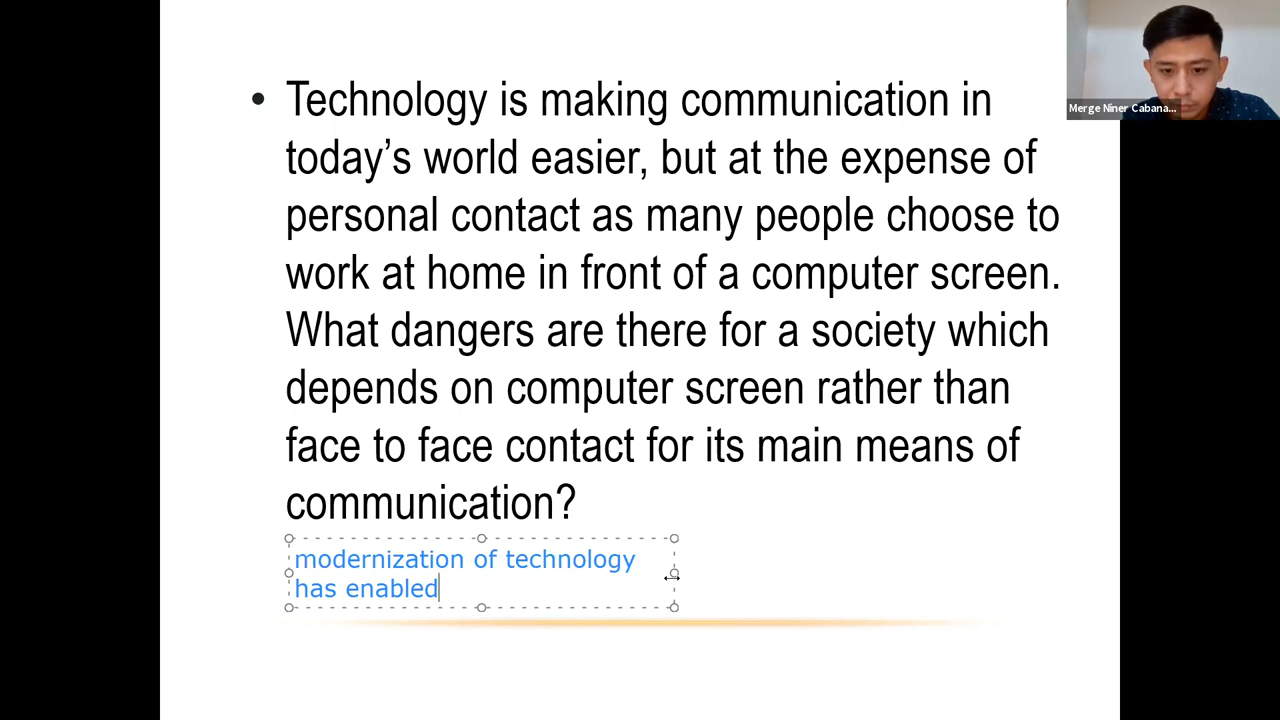 • Technology is making communication in
today’s world easier, but at the expense of
personal contact as many people choose to
work at home in front of a computer screen.
What dangers are there for a society which
depends on computer screen rather than
face to face contact for its main means of
communication?
modernization of technology
has enabled
Merge Niner Cabana...